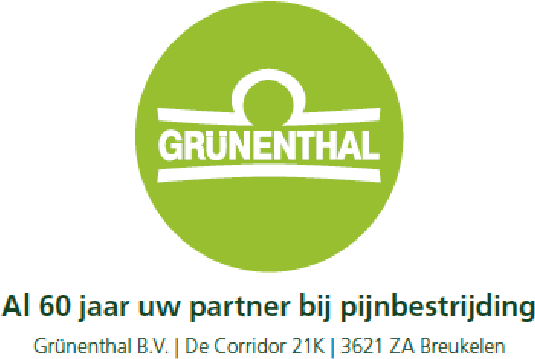 GRÜNENTHAL
Al 60 jaar uw partner bij pijnbestrijding
Grünenthal B.V. | De Corridor 21K | 3621 ZA Breukelen